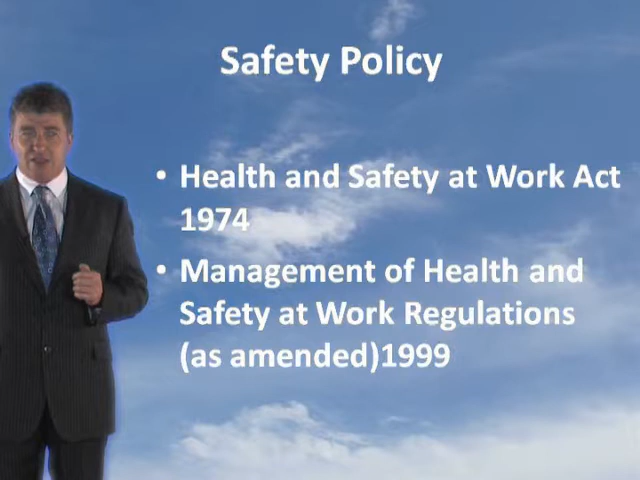 Safety Policy
• Health and Safety at Work Act
1974
• Management of Health and
Safety at Work Regulations
(as amended)1999